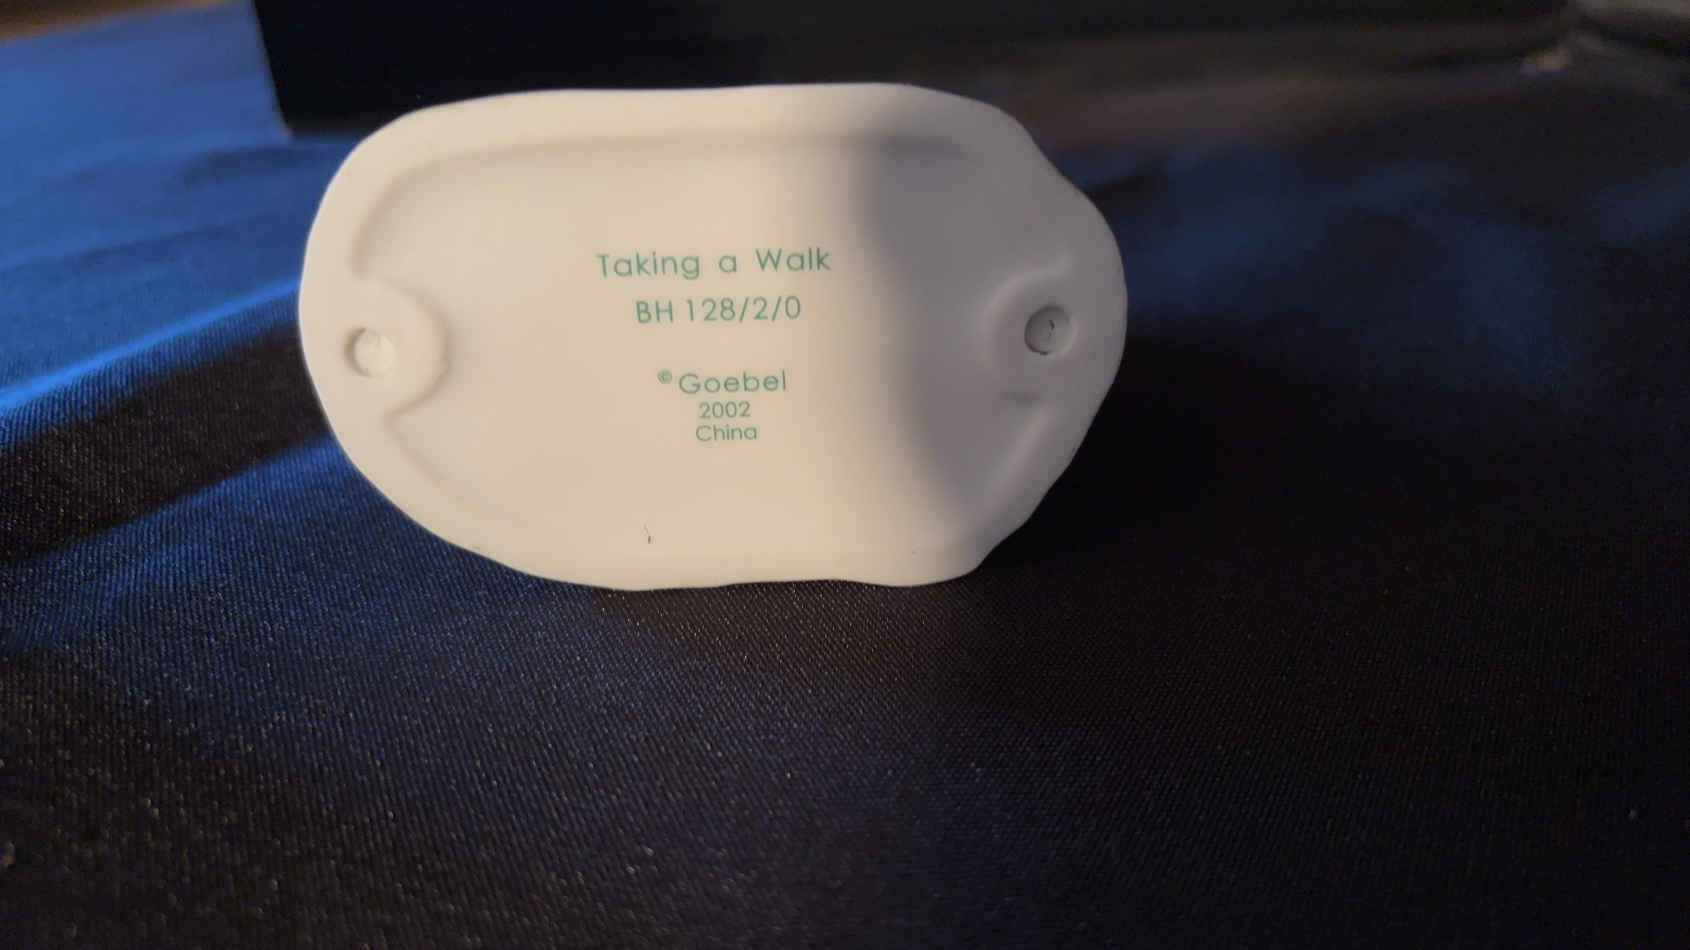 Taking a Walk
BH 128/2/0
© Goebel
2002
China